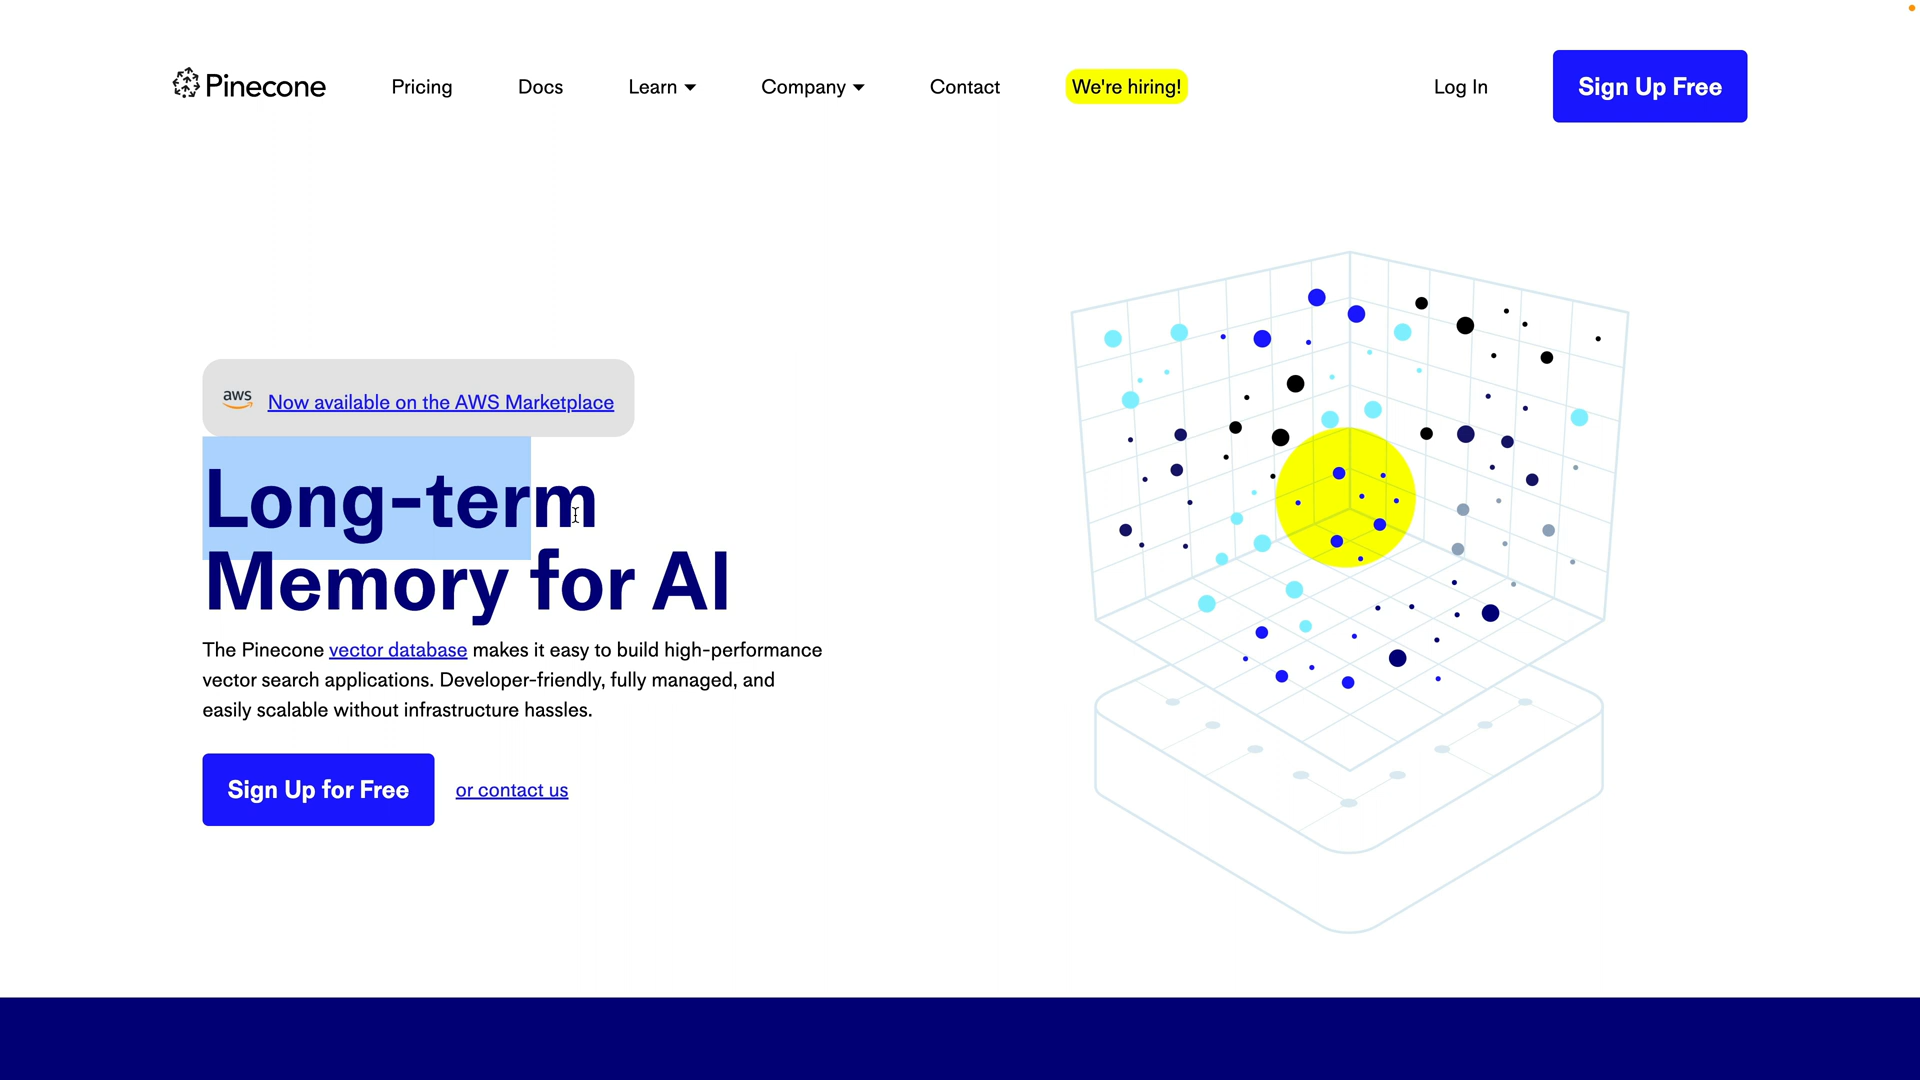 Pinecone
Pricing
Docs
Learn
Company
Contact
We're hiring!
Log In
Sign Up Free
aws
Now available on the AWS Marketplace
Long-term
Memory for AI
The Pinecone vector database makes it easy to build high-performance
vector search applications. Developer-friendly, fully managed, and
easily scalable without infrastructure hassles.
Sign Up for Free
or contact us